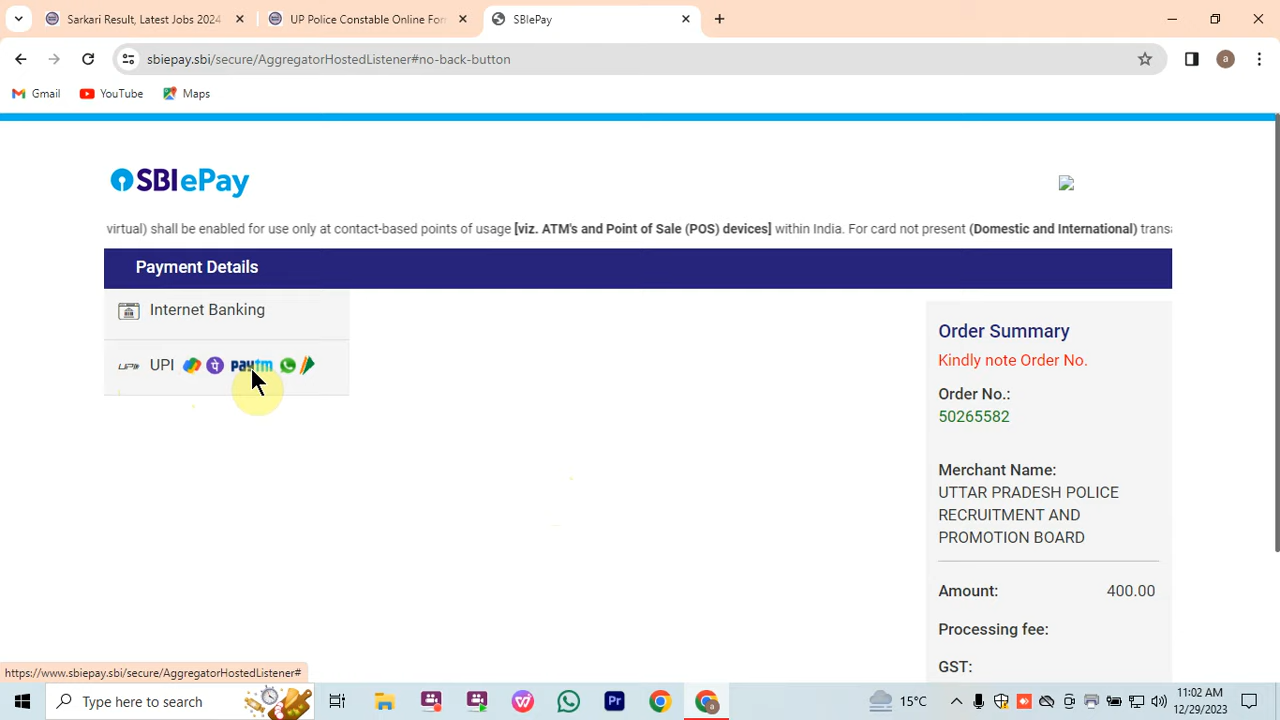 Sarkari Result, Latest Jobs 2024
UP Police Constable Online For
SBIePay
sbiepay.sbi/secure/AggregatorHostedListener#no-back-button
a
Gmail
YouTube
Maps
SBI ePay
virtual) shall be enabled for use only at contact-based points of usage [viz. ATM's and Point of Sale (POS) devices] within India. For card not present (Domestic and International) transa
Payment Details
Internet Banking
UPI UPI पे paytm
Order Summary
Kindly note Order No.
Order No.:
50265582
Merchant Name:
UTTAR PRADESH POLICE
RECRUITMENT AND
PROMOTION BOARD
Amount: 400.00
Processing fee:
GST:
https://www.sbiepay.sbi/secure/AggregatorHostedListener#
Type here to search
Pr
a
15°C
11:02 AM
12/29/2023